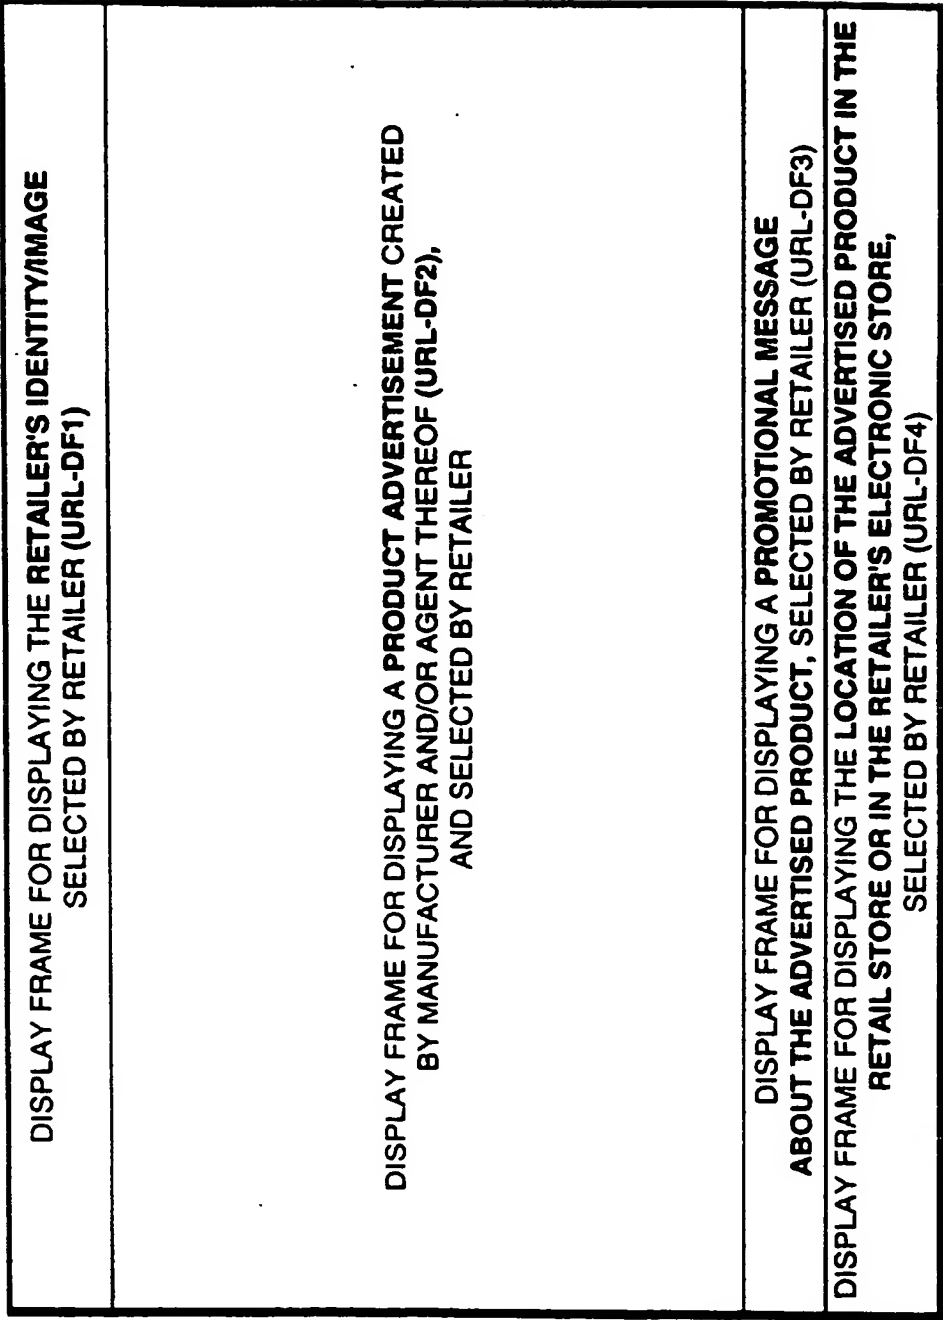 DISPLAY FRAME FOR DISPLAYING THE RETAILER'S IDENTITY/IMAGE
SELECTED BY RETAILER (URL-DF1)
DISPLAY FRAME FOR DISPLAYING A PRODUCT ADVERTISEMENT CREATED
BY MANUFACTURER AND/OR AGENT THEREOF (URL-DF2),
AND SELECTED BY RETAILER
DISPLAY FRAME FOR DISPLAYING A PROMOTIONAL MESSAGE
ABOUT THE ADVERTISED PRODUCT, SELECTED BY RETAILER (URL-DF3)
DISPLAY FRAME FOR DISPLAYING THE LOCATION OF THE ADVERTISED PRODUCT IN THE
RETAIL STORE OR IN THE RETAILER'S ELECTRONIC STORE,
SELECTED BY RETAILER (URL-DF4)